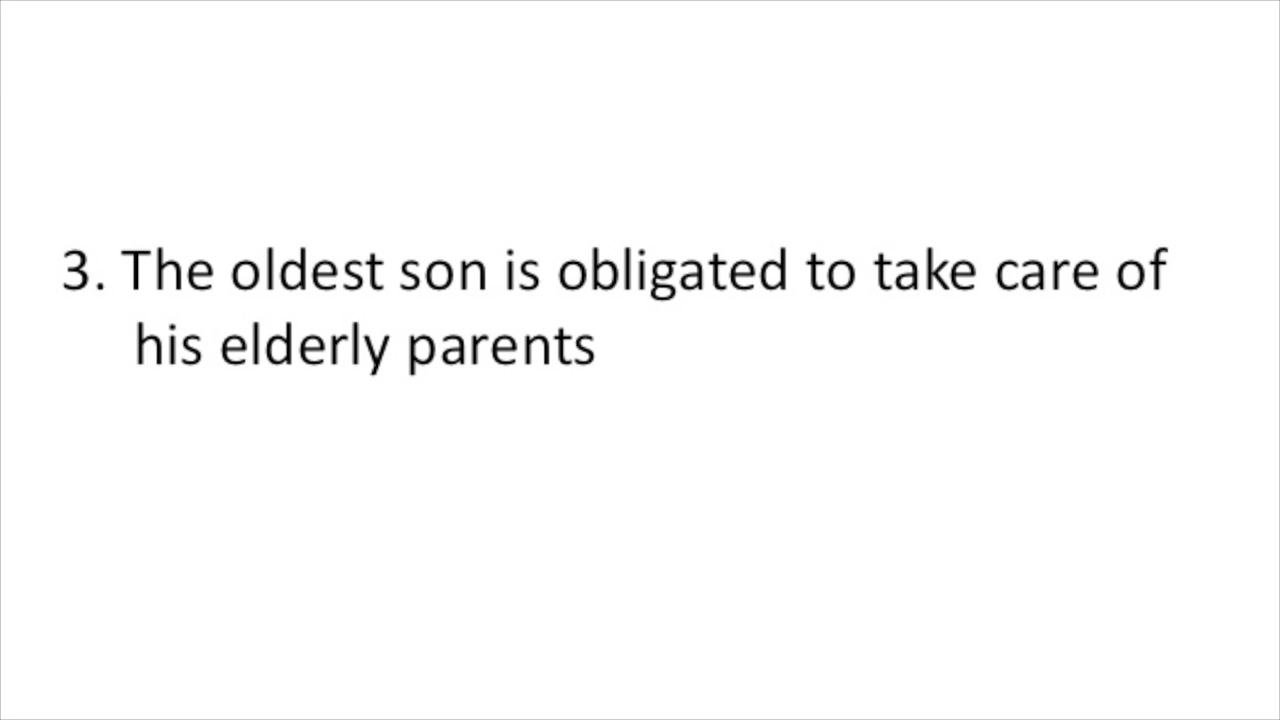 3. The oldest son is obligated to take care of
his elderly parents